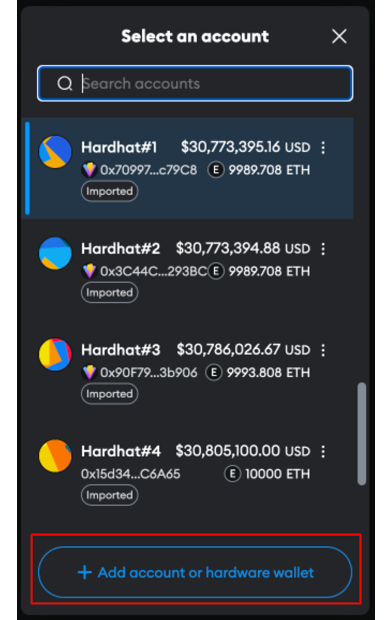 Select an account
Search accounts
Hardhat#1 $30,773,395.16 USD
0x70997...c79C8 E 9989.708 ETH
Imported
Hardhat#2 $30,773,394.88 USD
0x3C44C...293BC E 9989.708 ETH
Imported
Hardhat#3 $30,786,026.67 USD
0x90F79...3b906 E 9993.808 ETH
Imported
Hardhat#4 $30,805,100.00 USD
0x15d34...C6A65 E 10000 ETH
Imported
+ Add account or hardware wallet